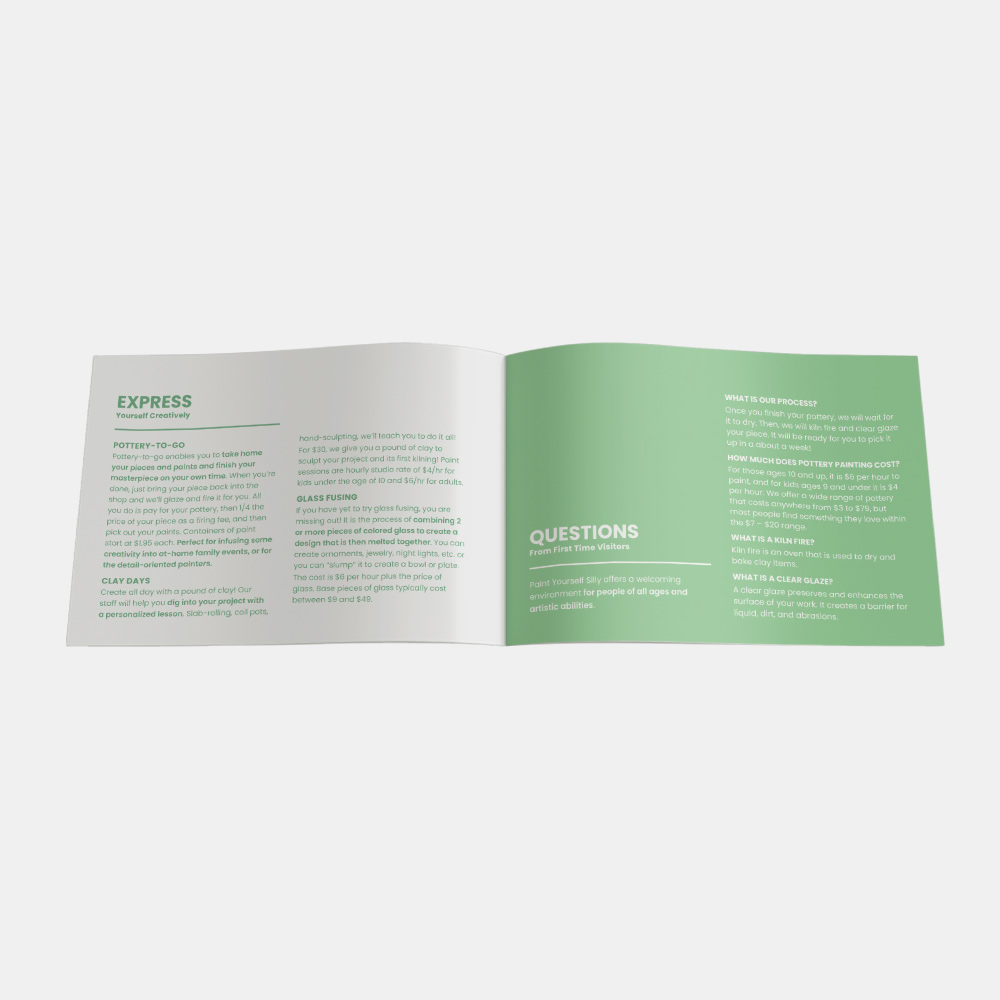 EXPRESS
Yourself Creatively
POTTERY-TO-GO
Pottery-to-go enables you to take home
your pieces and paints and finish your
masterpiece on your own time. When you're
done, just bring your piece back into the
shop and we'll glaze and fire it for you. All
you do is pay for your pottery, then 1/4 the
price of your piece as a firing fee, and then
pick out your paints. Containers of paint
start at $1.95 each. Perfect for infusing some
creativity into at-home family events, or for
the detail-oriented painters.
CLAY DAYS
Create all day with a pound of clay! Our
staff will help you dig into your project with
a personalized lesson. Slab-rolling, coil pots,
hand-sculpting, we'll teach you to do it all!
For $30, we give you a pound of clay to
sculpt your project and its first kilning! Paint
sessions are hourly studio rate of $4/hr for
kids under the age of 10 and $6/hr for adults.
GLASS FUSING
If you have yet to try glass fusing, you are
missing out! It is the process of combining 2
or more pieces of colored glass to create a
design that is then melted together. You can
create ornaments, jewelry, night lights, etc. or
you can "slump" it to create a bowl or plate.
The cost is $6 per hour plus the price of
glass. Base pieces of glass typically cost
between $9 and $49.
QUESTIONS
From First Time Visitors
Paint Yourself Silly offers a welcoming
environment for people of all ages and
artistic abilities.
WHAT IS OUR PROCESS?
Once you finish your pottery, we will wait for
it to dry. Then, we will kiln fire and clear glaze
your piece. It will be ready for you to pick it
up in a about a week!
HOW MUCH DOES POTTERY PAINTING COST?
For those ages 10 and up, it is $6 per hour to
paint, and for kids ages 9 and under it is $4
per hour. We offer a wide range of pottery
that costs anywhere from $3 to $79, but
most people find something they love within
the $7 – $20 range.
WHAT IS A KILN FIRE?
Kiln fire is an oven that is used to dry and
bake clay items.
WHAT IS A CLEAR GLAZE?
A clear glaze preserves and enhances the
surface of your work. It creates a barrier for
liquid, dirt, and abrasions.